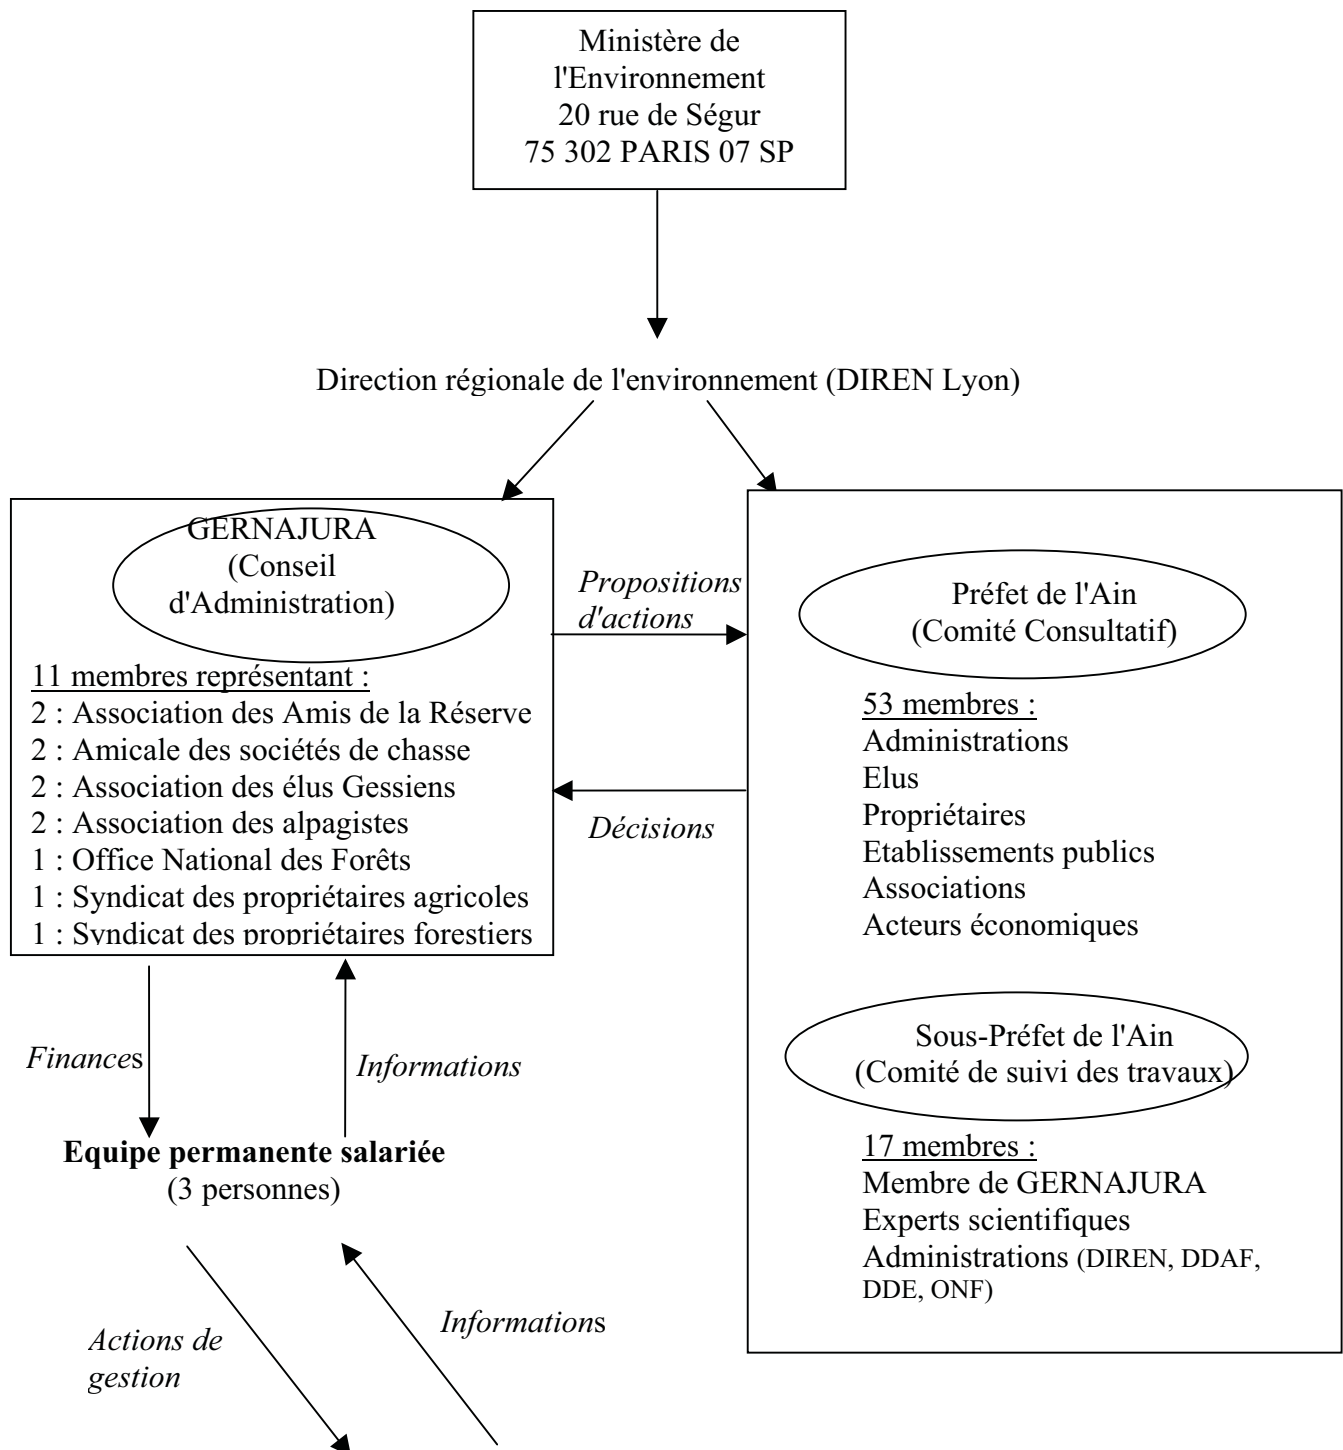 Ministère de
l'Environnement
20 rue de Ségur
75 302 PARIS 07 SP
Direction régionale de l'environnement (DIREN Lyon)
GERNAJURA
(Conseil
d'Administration)
11 membres représentant :
2 : Association des Amis de la Réserve
2 : Amicale des sociétés de chasse
2 : Association des élus Gessiens
2 : Association des alpagistes
1 : Office National des Forêts
1 : Syndicat des propriétaires agricoles
1 : Syndicat des propriétaires forestiers
Propositions
d'actions
Décisions
Préfet de l'Ain
(Comité Consultatif)
53 membres :
Administrations
Elus
Propriétaires
Etablissements publics
Associations
Acteurs économiques
Sous-Préfet de l'Ain
(Comité de suivi des travaux)
17 membres :
Membre de GERNAJURA
Experts scientifiques
Administrations (DIREN, DDAF,
DDE, ONF)
Finances
Informations
Equipe permanente salariée
(3 personnes)
Actions de
gestion
Informations